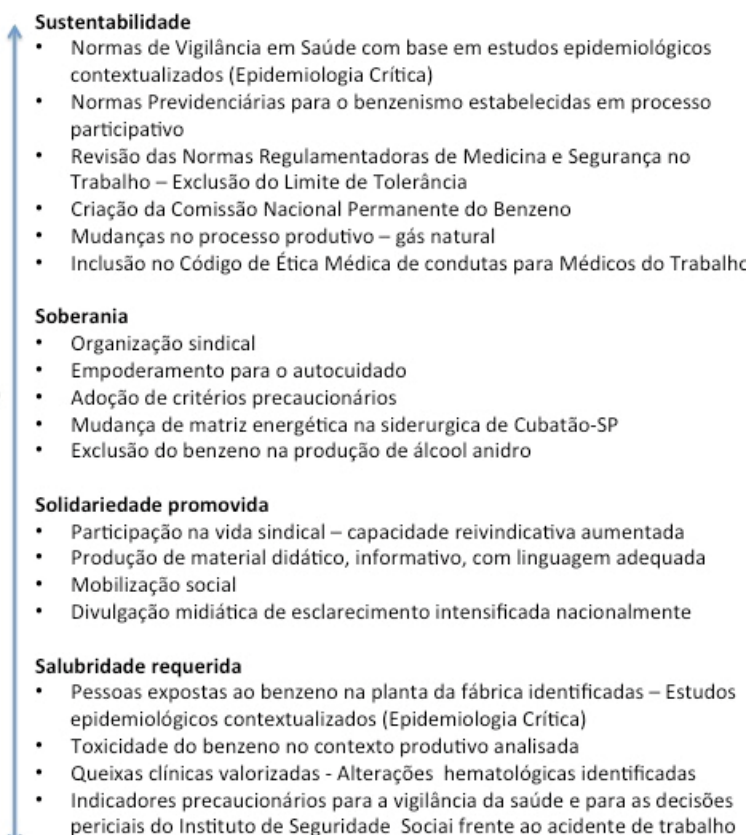 Sustentabilidade
• Normas de Vigilância em Saúde com base em estudos epidemiológicos
contextualizados (Epidemiologia Crítica)
• Normas Previdenciárias para o benzenismo estabelecidas em processo
participativo
• Revisão das Normas Regulamentadoras de Medicina e Segurança no
Trabalho – Exclusão do Limite de Tolerância
• Criação da Comissão Nacional Permanente do Benzeno
• Mudanças no processo produtivo – gás natural
• Inclusão no Código de Ética Médica de condutas para Médicos do Trabalho
Soberania
• Organização sindical
• Empoderamento para o autocuidado
• Adoção de critérios precaucionários
• Mudança de matriz energética na siderurgica de Cubatão-SP
• Exclusão do benzeno na produção de álcool anidro
Solidariedade promovida
• Participação na vida sindical – capacidade reivindicativa aumentada
• Produção de material didático, informativo, com linguagem adequada
• Mobilização social
• Divulgação midiática de esclarecimento intensificada nacionalmente
Salubridade requerida
• Pessoas expostas ao benzeno na planta da fábrica identificadas – Estudos
epidemiológicos contextualizados (Epidemiologia Crítica)
• Toxicidade do benzeno no contexto produtivo analisada
• Queixas clínicas valorizadas - Alterações hematológicas identificadas
• Indicadores precaucionários para a vigilância da saúde e para as decisões
periciais do Instituto de Seguridade Sociai frente ao acidente de trabalho